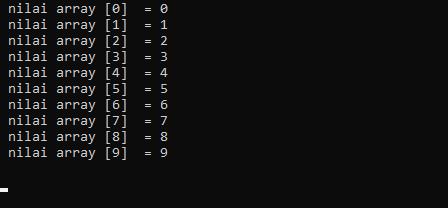 nilai array [0]  = 0
nilai array [1]  = 1
nilai array [2]  = 2
nilai array [3]  = 3
nilai array [4]  = 4
nilai array [5]  = 5
nilai array [6]  = 6
nilai array [7]  = 7
nilai array [8]  = 8
nilai array [9]  = 9